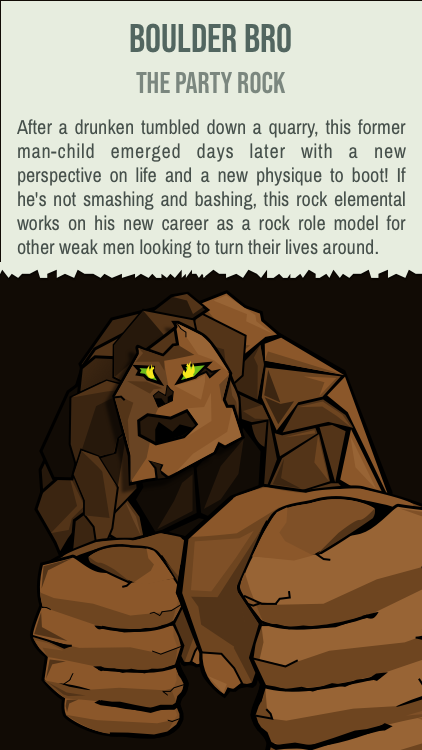 BOULDER BRO
THE PARTY ROCK
After a drunken tumbled down a quarry, this former
man-child emerged days later with a new
perspective on life and a new physique to boot! If
he's not smashing and bashing, this rock elemental
works on his new career as a rock role model for
other weak men looking to turn their lives around.